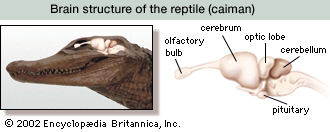 Brain structure of the reptile (caiman)
cerebrum
olfactory
bulb
optic lobe
cerebellum
pituitary
© 2002 Encyclopædia Britannica, Inc.